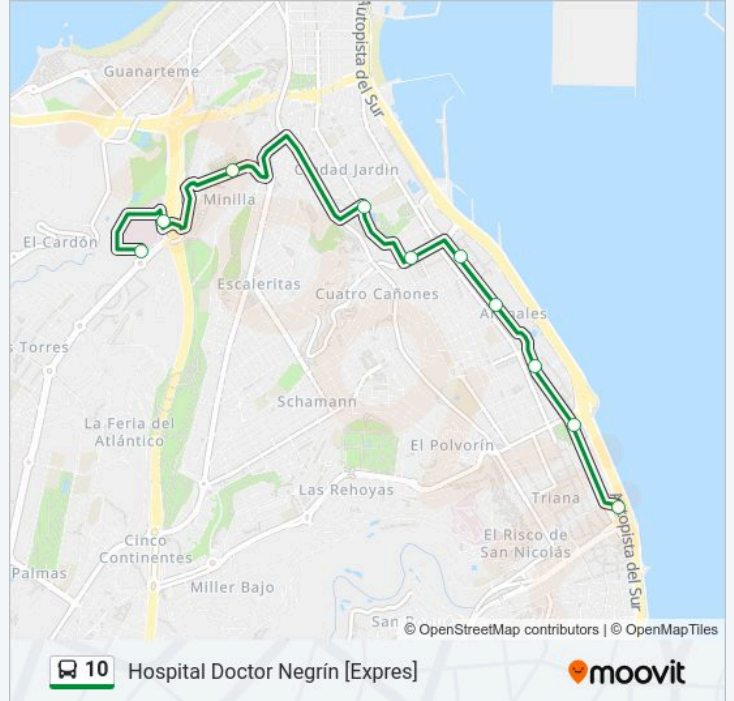 Autopista del Sur
Guanarteme
Ciudad Jardin
Minilla
El Cardón
Escaleritas
Cuatro Cañones
Arenales
s Torres
Schamann
La Feria del
Atlántico
El Polvorín
Las Rehoyas
Triana
Autopista del Sur
El Risco de
San Nicolás
Cinco
Continentes
Palmas
Miller Bajo
San
© OpenStreetMap contributors | © OpenMapTiles
10 Hospital Doctor Negrín [Expres]
moovit